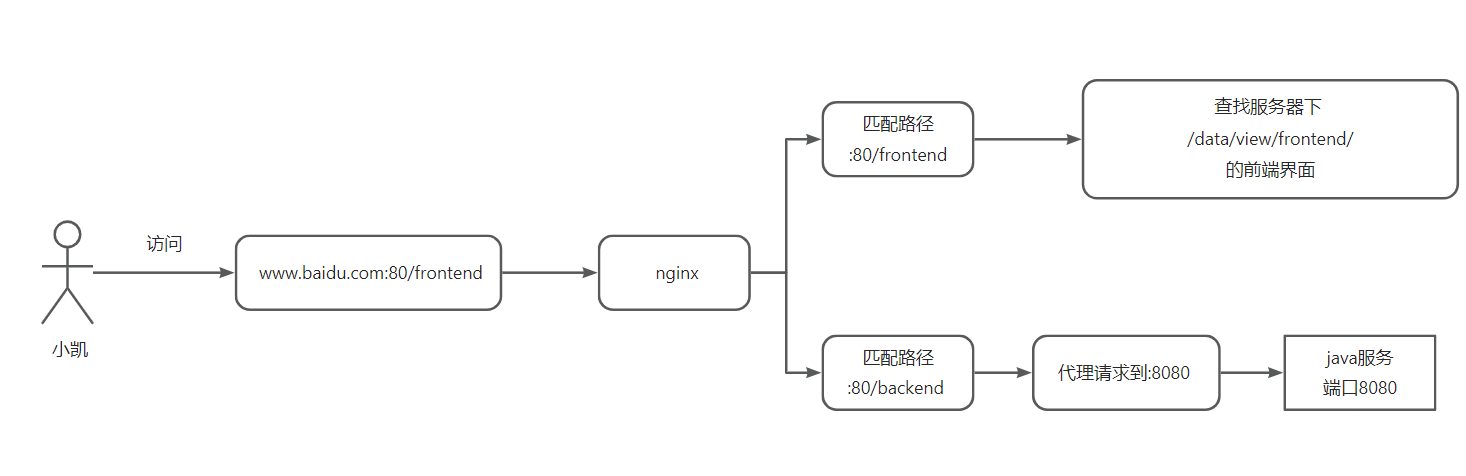 访问
小凯
www.baidu.com:80/frontend
nginx
匹配路径
:80/frontend
查找服务器下
/data/view/frontend/
的前端界面
匹配路径
:80/backend
代理请求到:8080
java服务
端口8080